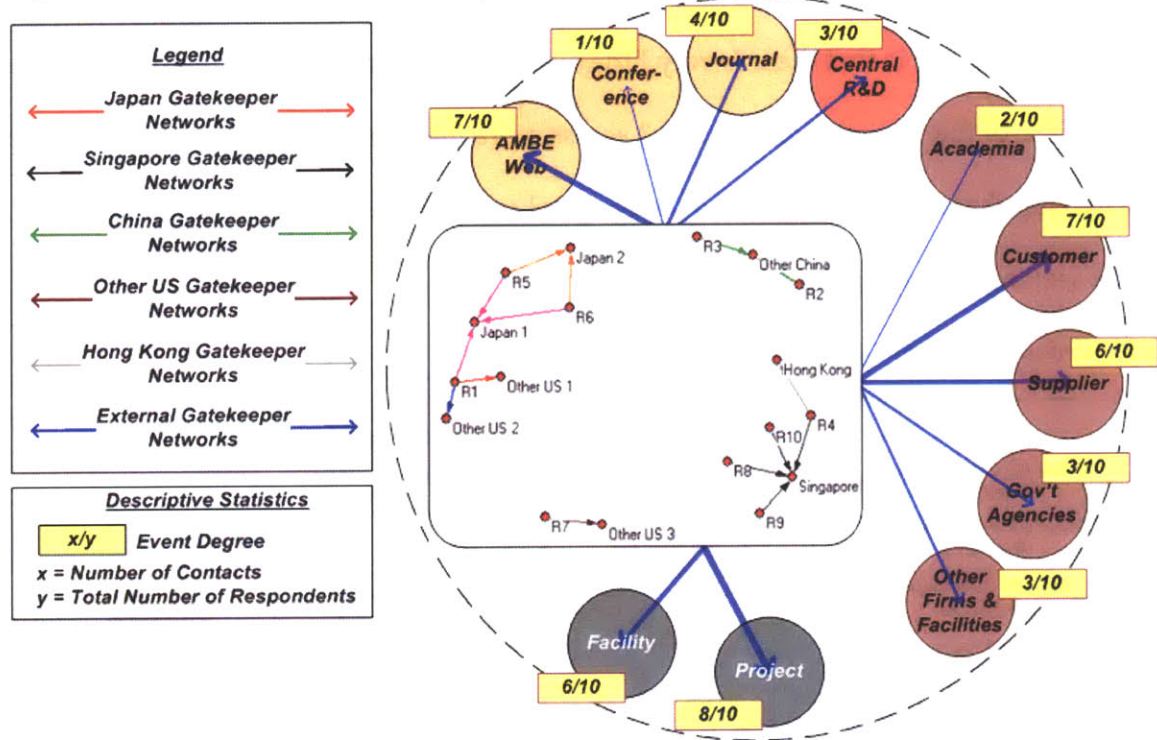 Legend
Japan Gatekeeper
Networks
Singapore Gatekeeper
Networks
China Gatekeeper
Networks
Other US Gatekeeper
Networks
Hong Kong Gatekeeper
Networks
External Gatekeeper
Networks
Descriptive Statistics
x/y Event Degree
x = Number of Contacts
y = Total Number of Respondents
1/10
Confer-
ence
4/10
Journal
3/10
Central
R&D
7/10
AMBE
Web
2/10
Academia
7/10
Customer
6/10
Supplier
3/10
Gov't
Agencies
3/10
Other
Firms &
Facilities
R3
Other China
R2
Japan 2
R5
R6
Japan 1
R1
Other US 1
Other US 2
Hong Kong
R4
R10
R8
Singapore
R9
R7
Other US 3
Facility
6/10
Project
8/10